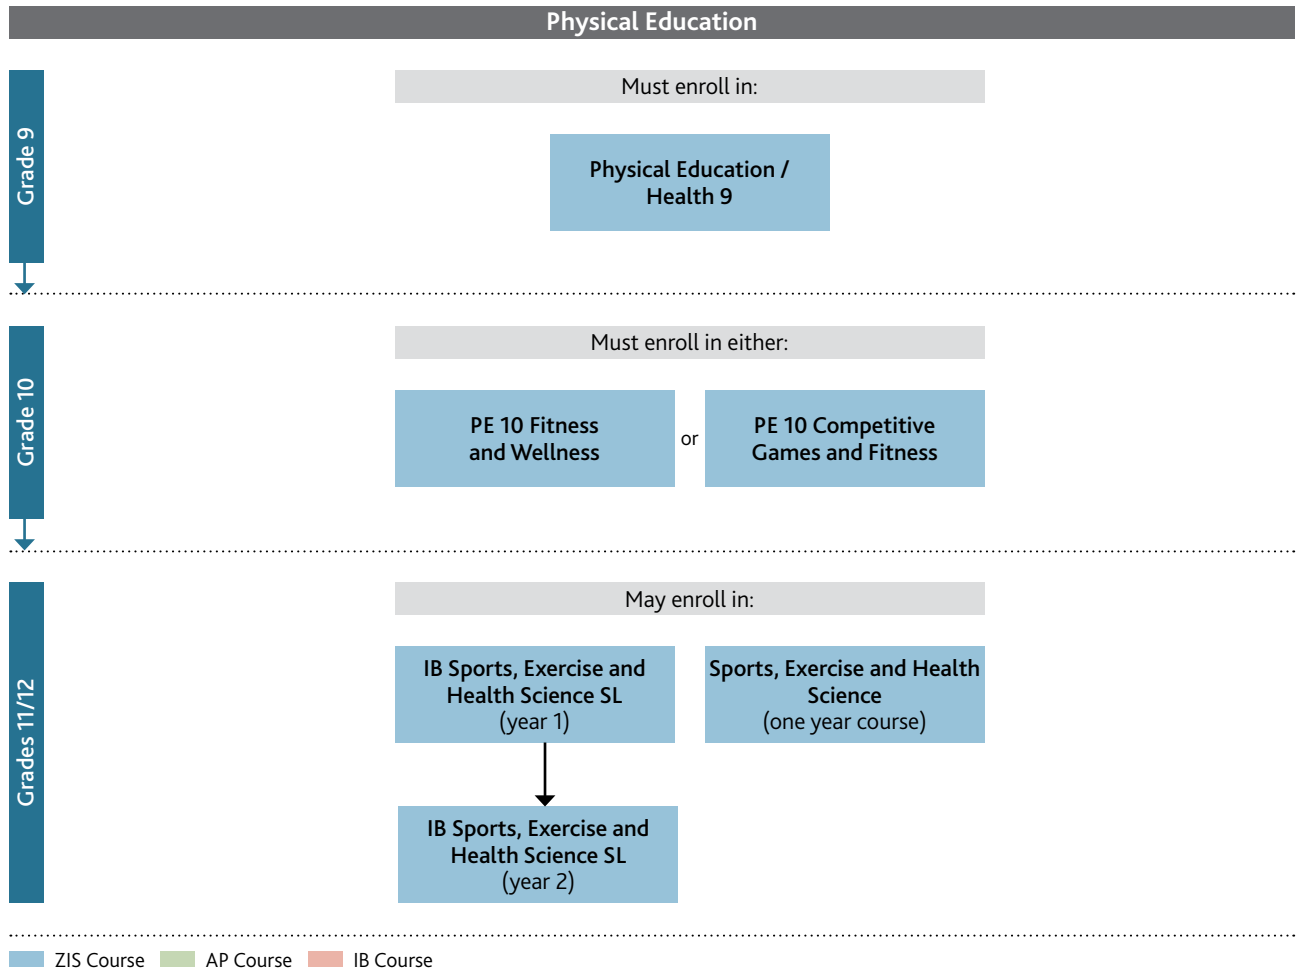 Physical Education
Grade 9
Must enroll in:
Physical Education /
Health 9
Grade 10
Must enroll in either:
PE 10 Fitness
and Wellness
or
PE 10 Competitive
Games and Fitness
Grades 11/12
May enroll in:
IB Sports, Exercise and
Health Science SL
(year 1)
Sports, Exercise and Health
Science
(one year course)
IB Sports, Exercise and
Health Science SL
(year 2)
ZIS Course AP Course IB Course